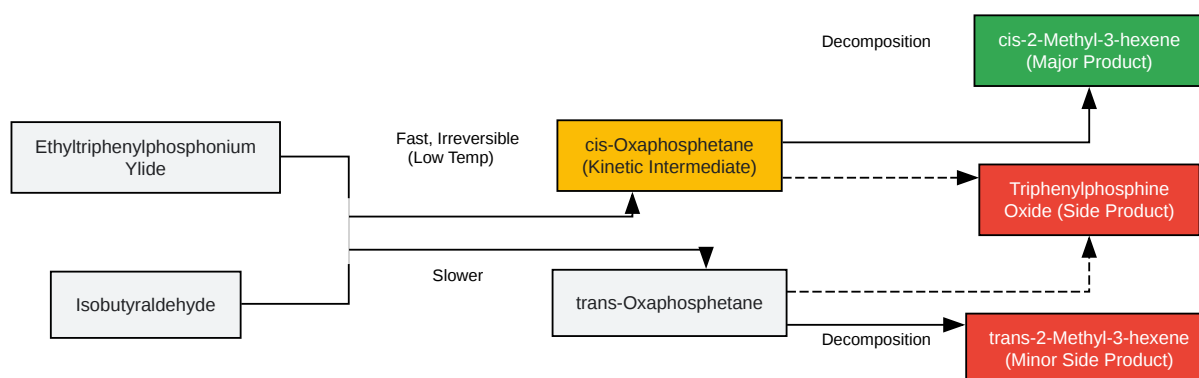 Decomposition
cis-2-Methyl-3-hexene
(Major Product)
Ethyltriphenylphosphonium
Ylide
Fast, Irreversible
(Low Temp)
cis-Oxaphosphetane
(Kinetic Intermediate)
Triphenylphosphine
Oxide (Side Product)
Isobutyraldehyde
Slower
trans-Oxaphosphetane
Decomposition
trans-2-Methyl-3-hexene
(Minor Side Product)